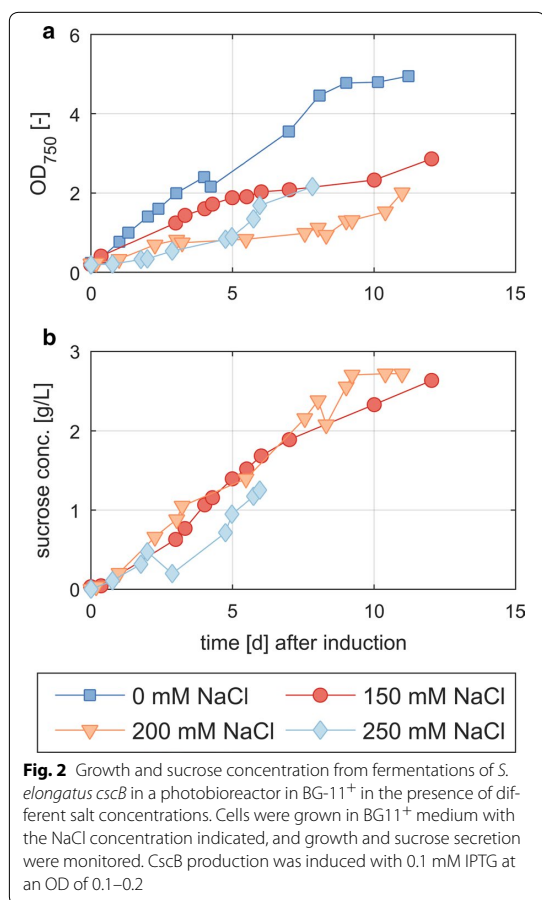 a
6
4
2
0
OD750 [-]
0 5 10 15
b
3
2
1
0
sucrose conc. [g/L]
0 5 10 15
time [d] after induction
0 mM NaCl 150 mM NaCl
200 mM NaCl 250 mM NaCl
Fig. 2 Growth and sucrose concentration from fermentations of S.
elongatus cscB in a photobioreactor in BG-11+ in the presence of dif-
ferent salt concentrations. Cells were grown in BG11+ medium with
the NaCl concentration indicated, and growth and sucrose secretion
were monitored. CscB production was induced with 0.1 mM IPTG at
an OD of 0.1–0.2